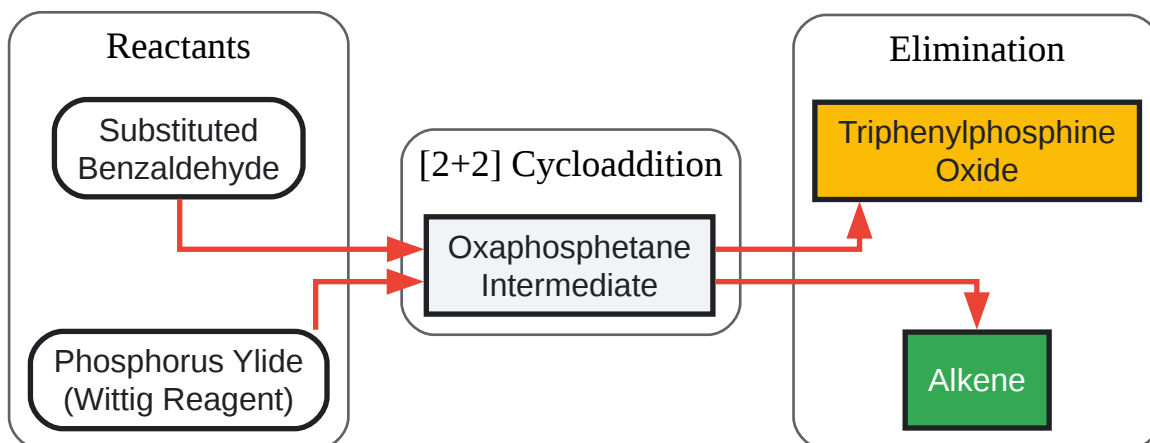 Reactants
Substituted
Benzaldehyde
Phosphorus Ylide
(Wittig Reagent)
[2+2] Cycloaddition
Oxaphosphetane
Intermediate
Elimination
Triphenylphosphine
Oxide
Alkene